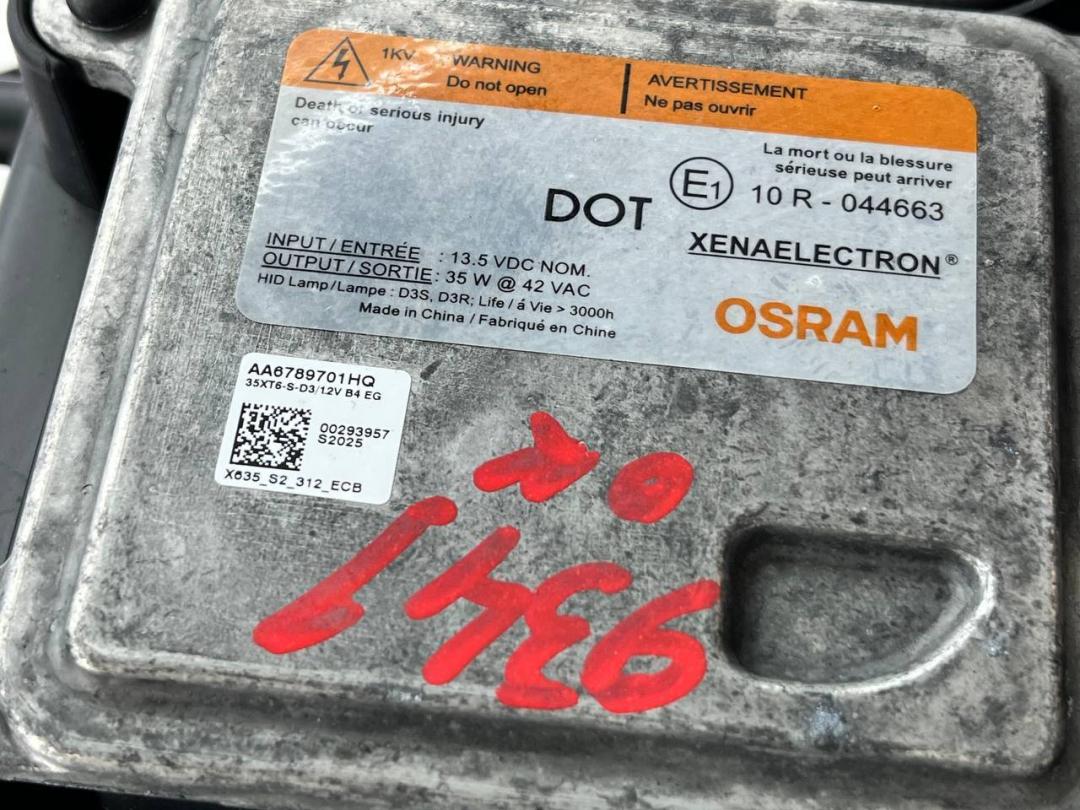 1KV
WARNING
Do not open
AVERTISSEMENT
Ne pas ouvrir
Death of serious injury
can occur
La mort ou la blessure
sérieuse peut arriver
DOT
E1
10 R - 044663
XENAELECTRON®
INPUT / ENTRÉE : 13.5 VDC NOM.
OUTPUT / SORTIE : 35 W @ 42 VAC
HID Lamp / Lampe : D3S, D3R; Life / á Vie > 3000h
Made in China / Fabriqué en Chine
OSRAM
AA6789701HQ
35XT6-S-D3/12V B4 EG
00293957
S2025
X635_S2_312_ECB